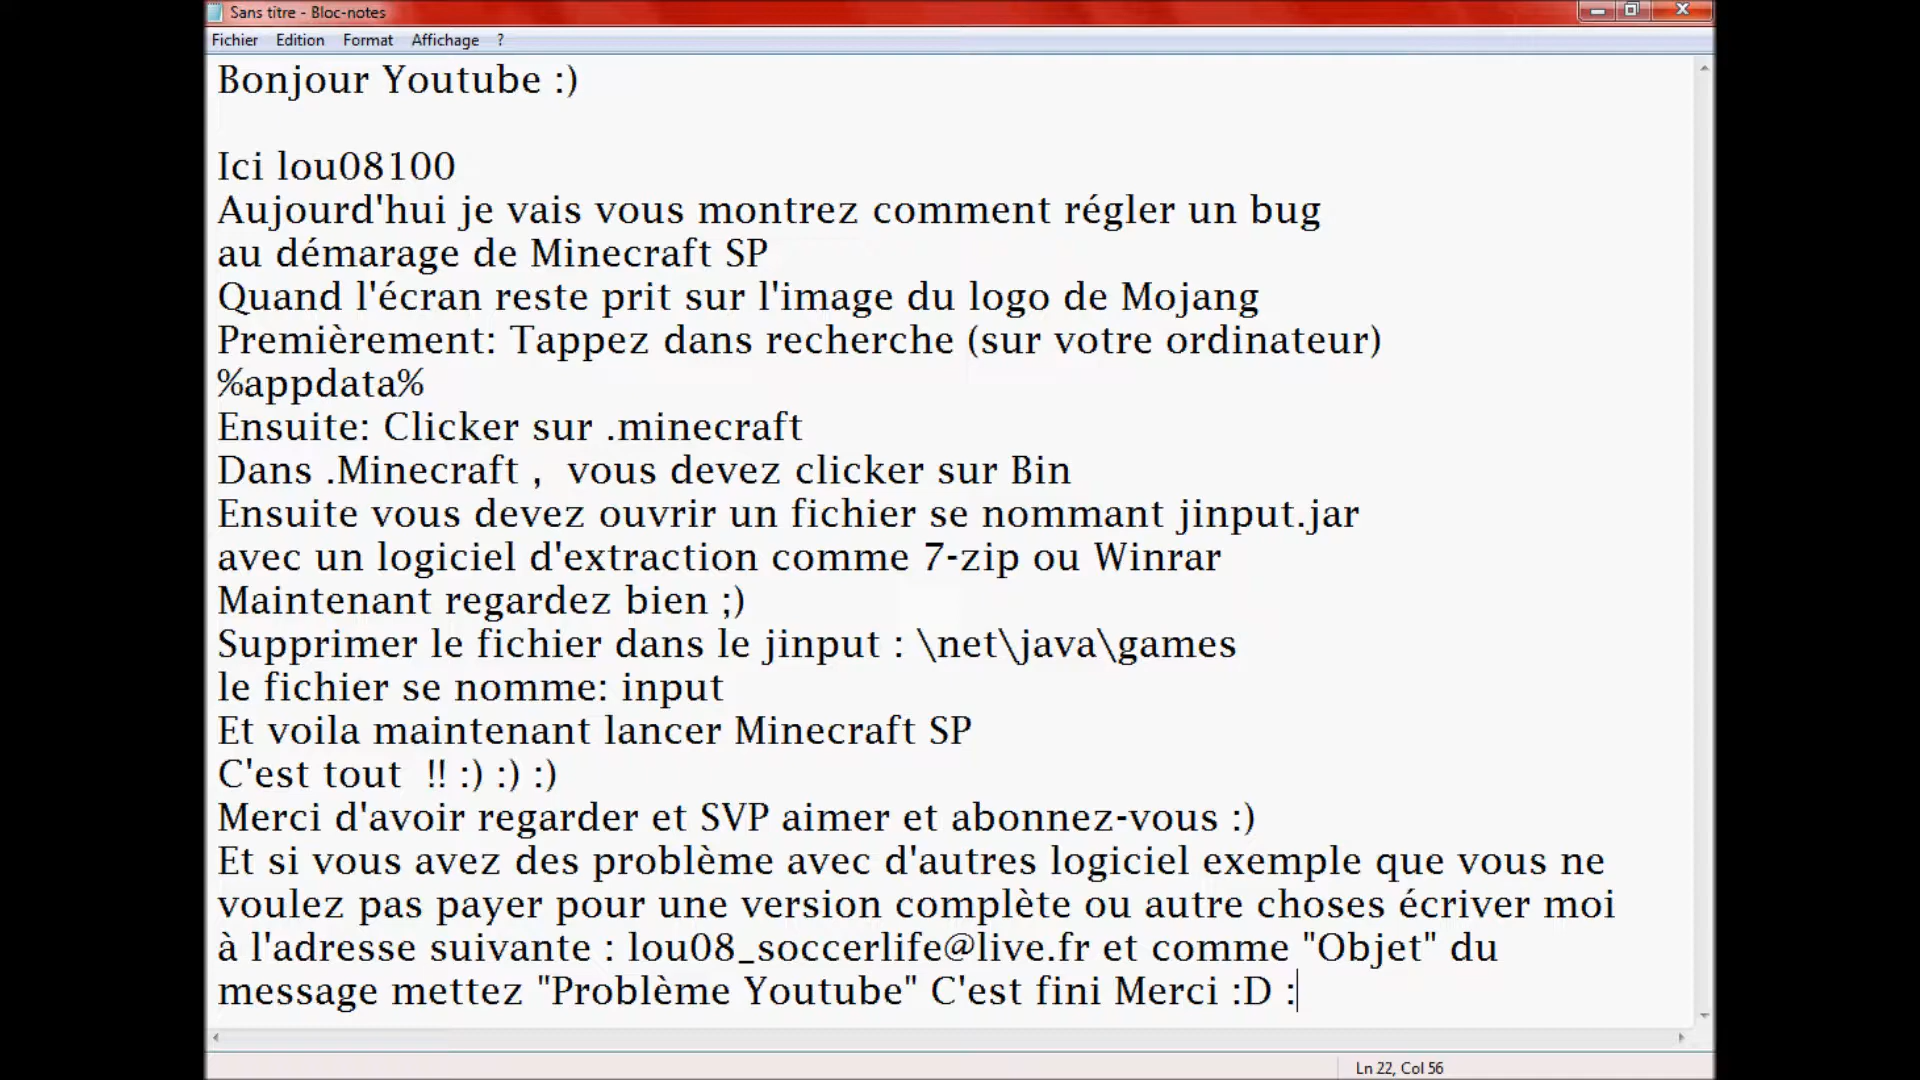 Sans titre - Bloc-notes
Fichier Edition Format Affichage ?
Bonjour Youtube :)
Ici lou08100
Aujourd'hui je vais vous montrez comment régler un bug
au démarage de Minecraft SP
Quand l'écran reste prit sur l'image du logo de Mojang
Premièrement: Tappez dans recherche (sur votre ordinateur)
%appdata%
Ensuite: Clicker sur .minecraft
Dans .Minecraft ,  vous devez clicker sur Bin
Ensuite vous devez ouvrir un fichier se nommant jinput.jar
avec un logiciel d'extraction comme 7-zip ou Winrar
Maintenant regardez bien ;)
Supprimer le fichier dans le jinput : \net\java\games
le fichier se nomme: input
Et voila maintenant lancer Minecraft SP
C'est tout  !! :) :) :)
Merci d'avoir regarder et SVP aimer et abonnez-vous :)
Et si vous avez des problème avec d'autres logiciel exemple que vous ne
voulez pas payer pour une version complète ou autre choses écriver moi
à l'adresse suivante : lou08_soccerlife@live.fr et comme "Objet" du
message mettez "Problème Youtube" C'est fini Merci :D :
Ln 22, Col 56